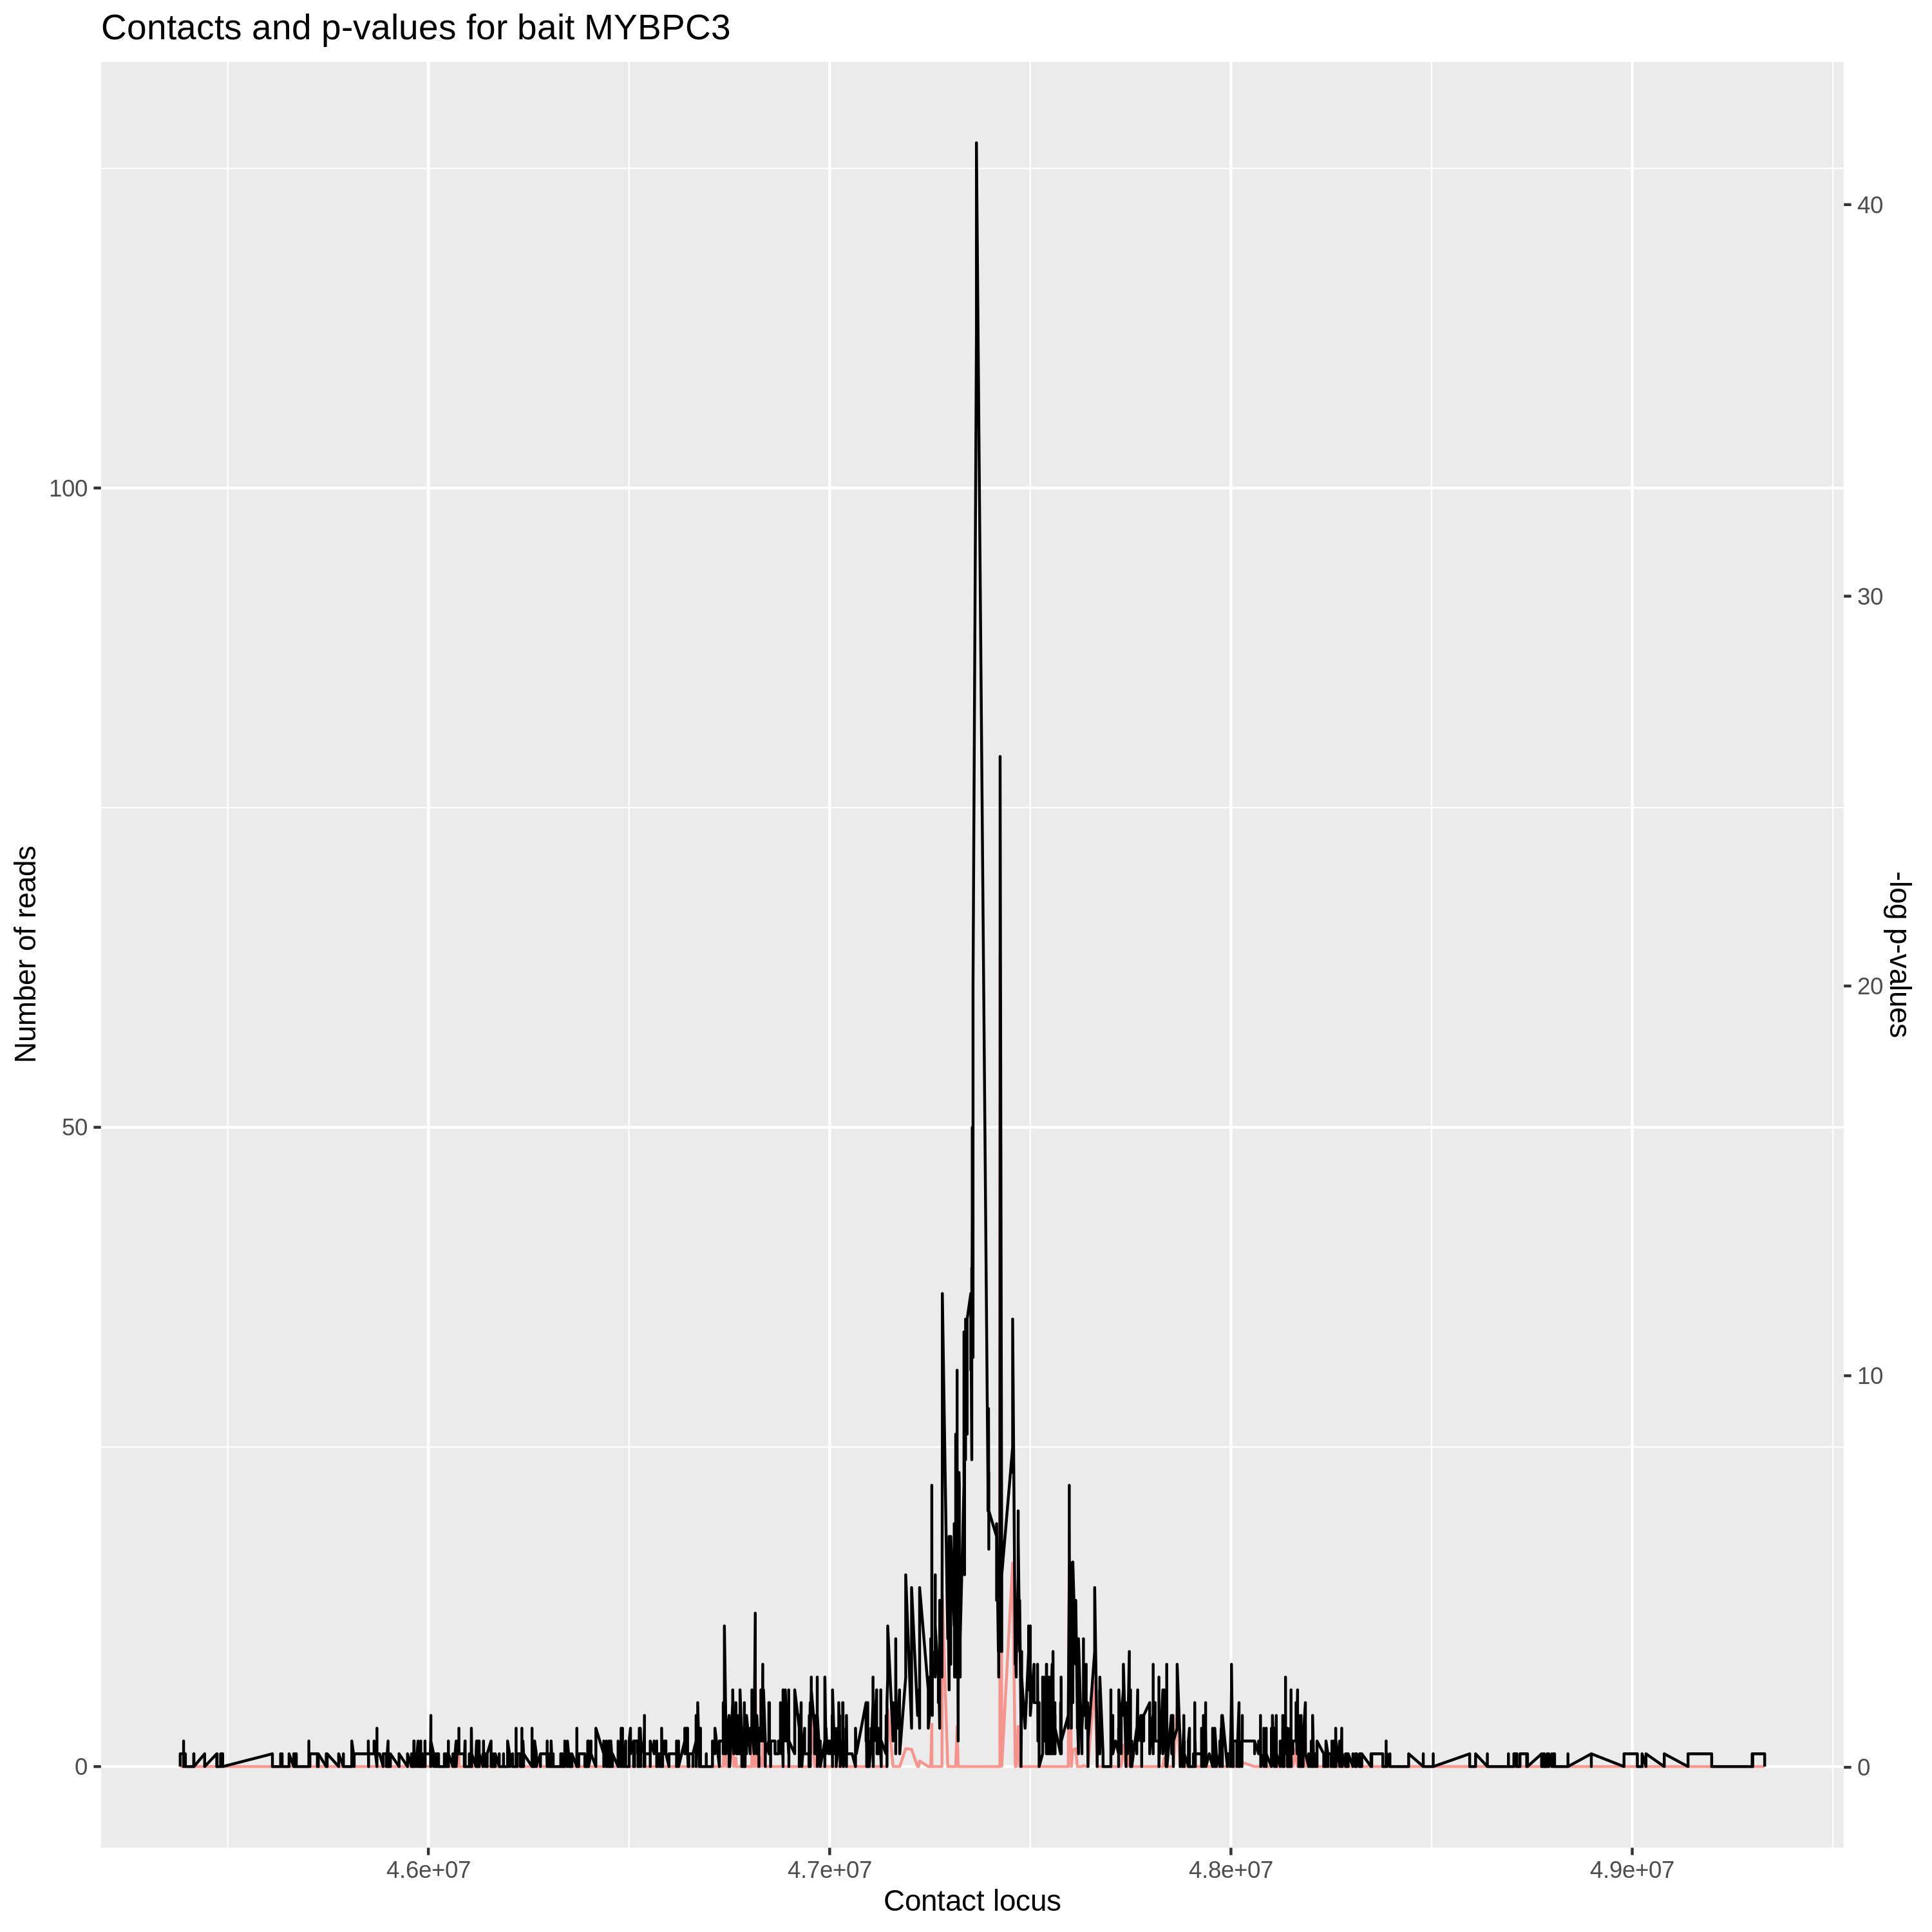 Contacts and p-values for bait MYBPC3
Number of reads
100
50
0
40
30
20
10
0
-log p-values
4.6e+07
4.7e+07
4.8e+07
4.9e+07
Contact locus